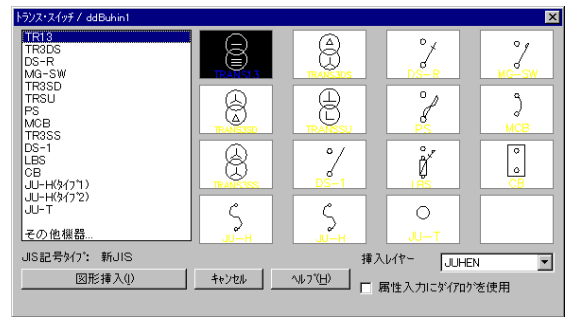 トランス・スイッチ / ddBuhin1
TR13
TR3DS
DS-R
MG-SW
TR3SD
TRSU
PS
MCB
TR3SS
DS-1
LBS
CB
JU-H(ﾀｲﾌﾟ1)
JU-H(ﾀｲﾌﾟ2)
JU-T
その他機器...
TRANS13
TRANS3DS
DS-R
MG-SW
TRANS3SD
TRANSSU
PS
MCB
TRANS3SS
DS-1
LBS
CB
JU-H
JU-H
JU-T
JIS記号ﾀｲﾌﾟ: 新JIS
挿入レイヤー JUHEN
図形挿入(I)
キャンセル
ヘルプ(H)
属性入力にダイアログを使用